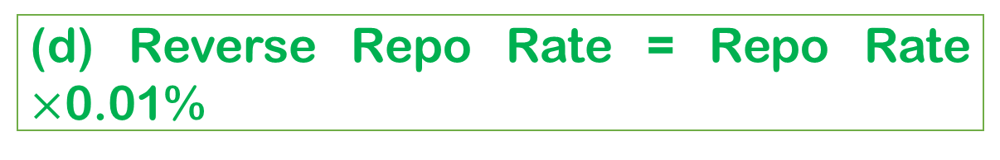 (d) Reverse Repo Rate = Repo Rate
×0.01%